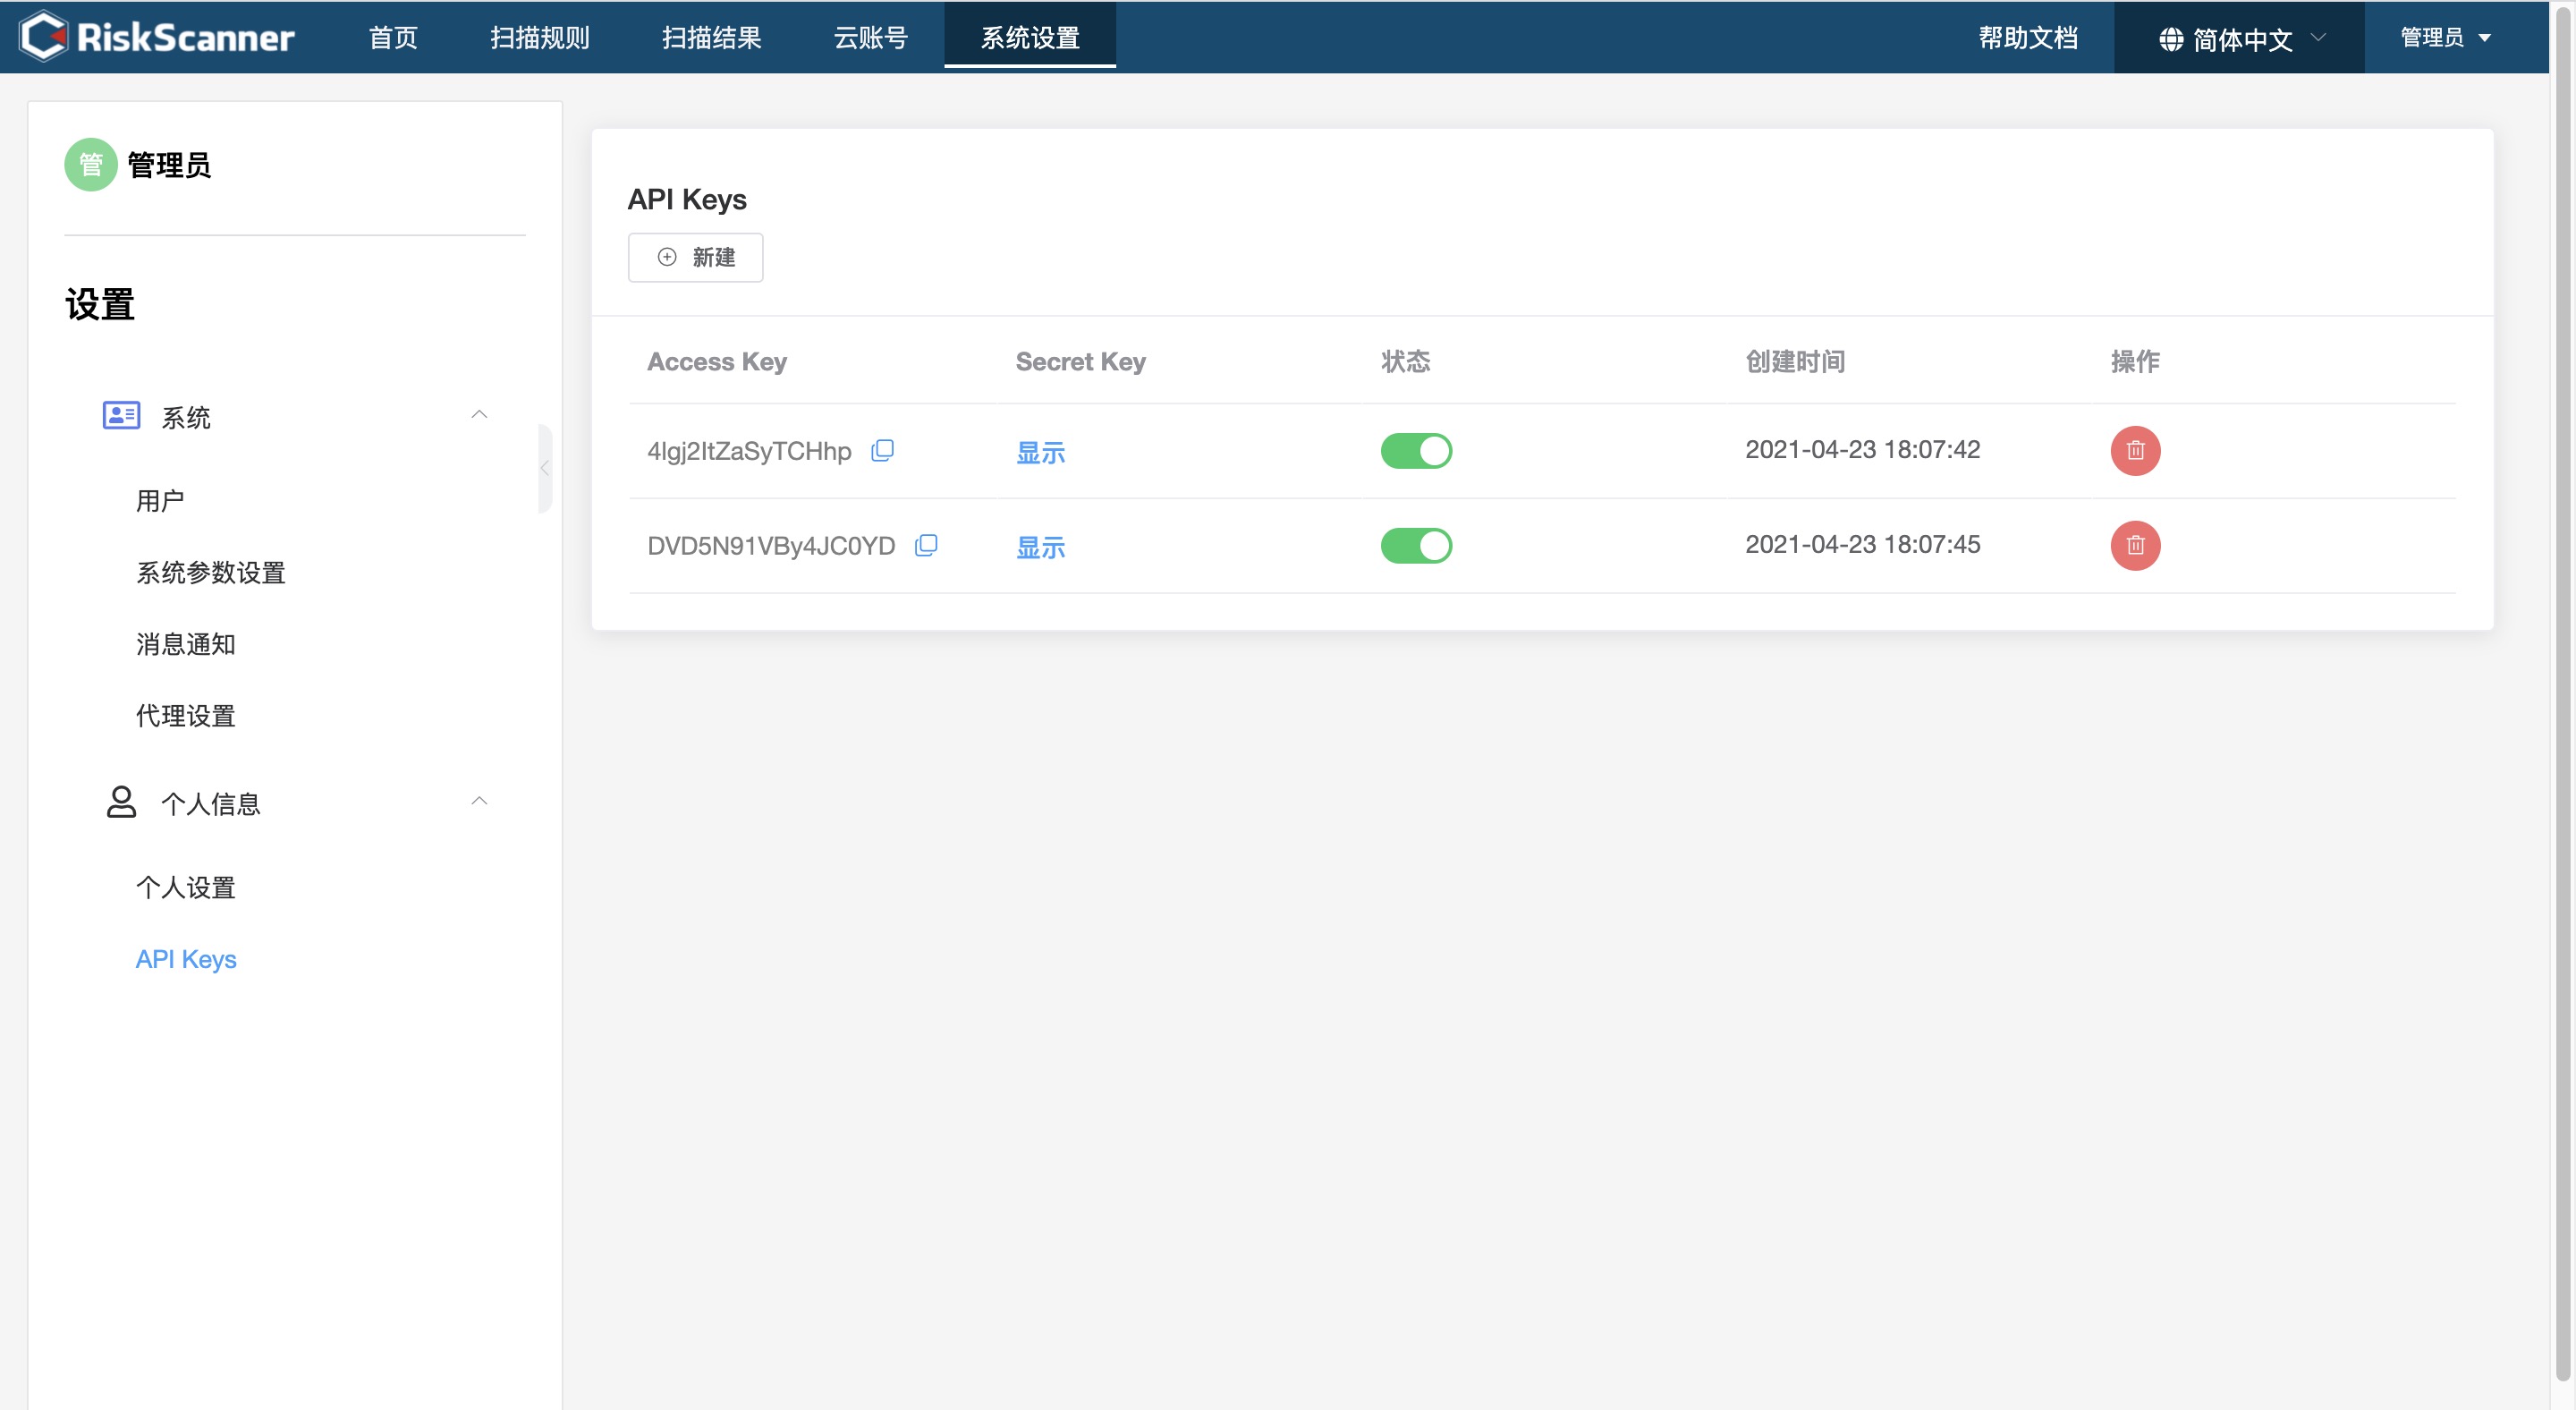 RiskScanner 首页 扫描规则 扫描结果 云账号 系统设置 帮助文档 简体中文 管理员
管 管理员
设置
系统
用户
系统参数设置
消息通知
代理设置
个人信息
个人设置
API Keys
API Keys
新建
Access Key Secret Key 状态 创建时间 操作
4lgj2ItZaSyTCHhp 显示 2021-04-23 18:07:42
DVD5N91VBy4JC0YD 显示 2021-04-23 18:07:45